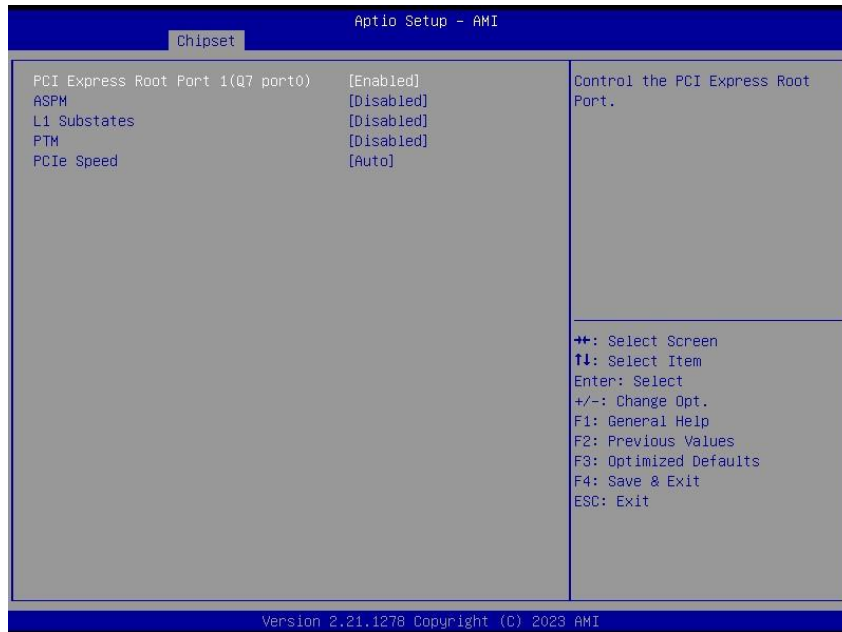 Aptio Setup - AMI
Chipset
PCI Express Root Port 1(Q7 port0) [Enabled]
ASPM [Disabled]
L1 Substates [Disabled]
PTM [Disabled]
PCIe Speed [Auto]
Control the PCI Express Root
Port.
→←: Select Screen
↑↓: Select Item
Enter: Select
+/-: Change Opt.
F1: General Help
F2: Previous Values
F3: Optimized Defaults
F4: Save & Exit
ESC: Exit
Version 2.21.1278 Copyright (C) 2023 AMI